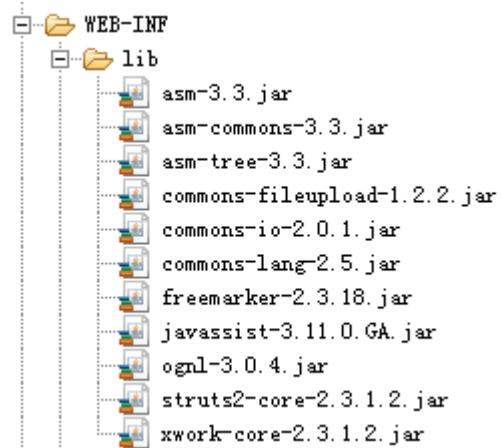 WEB-INF
lib
asm-3.3.jar
asm-commons-3.3.jar
asm-tree-3.3.jar
commons-fileupload-1.2.2.jar
commons-io-2.0.1.jar
commons-lang-2.5.jar
freemarker-2.3.18.jar
javassist-3.11.0.GA.jar
ognl-3.0.4.jar
struts2-core-2.3.1.2.jar
xwork-core-2.3.1.2.jar